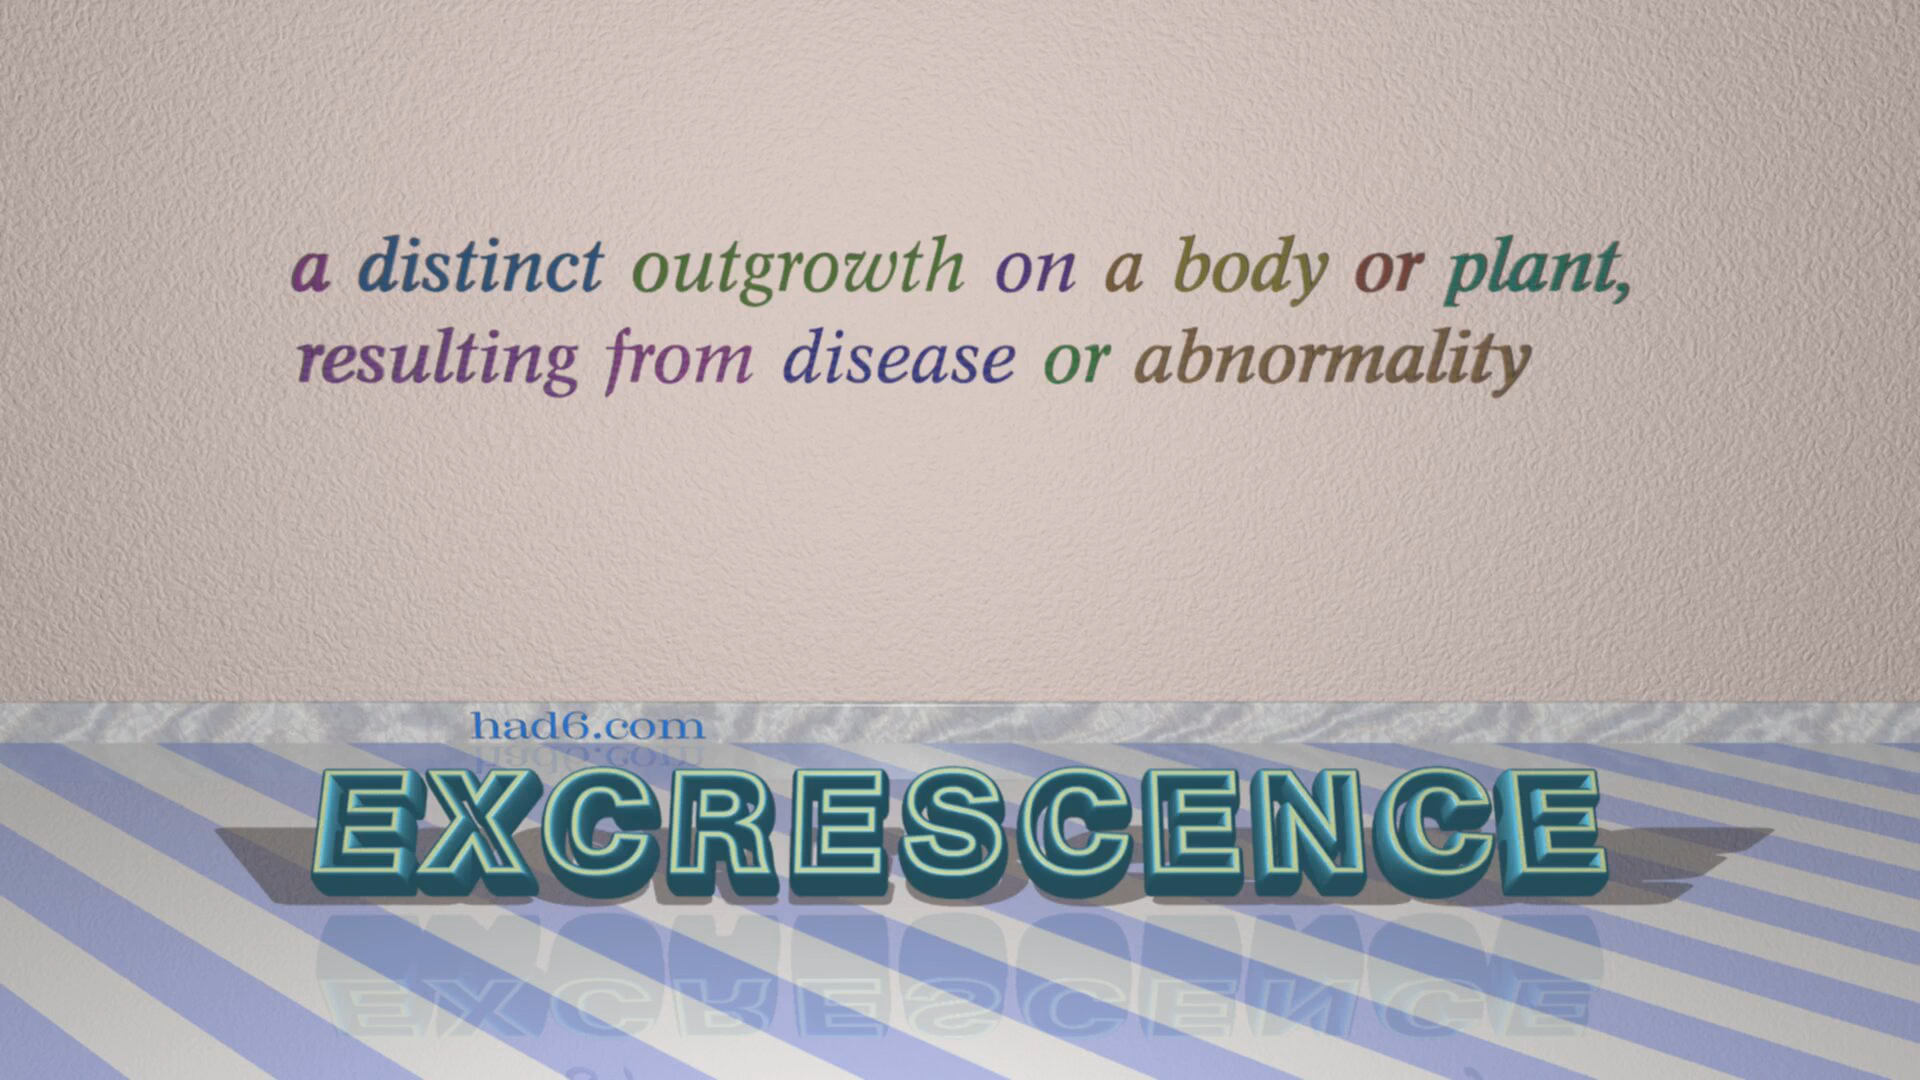 a distinct outgrowth on a body or plant,
resulting from disease or abnormality
had6.com
EXCRESCENCE